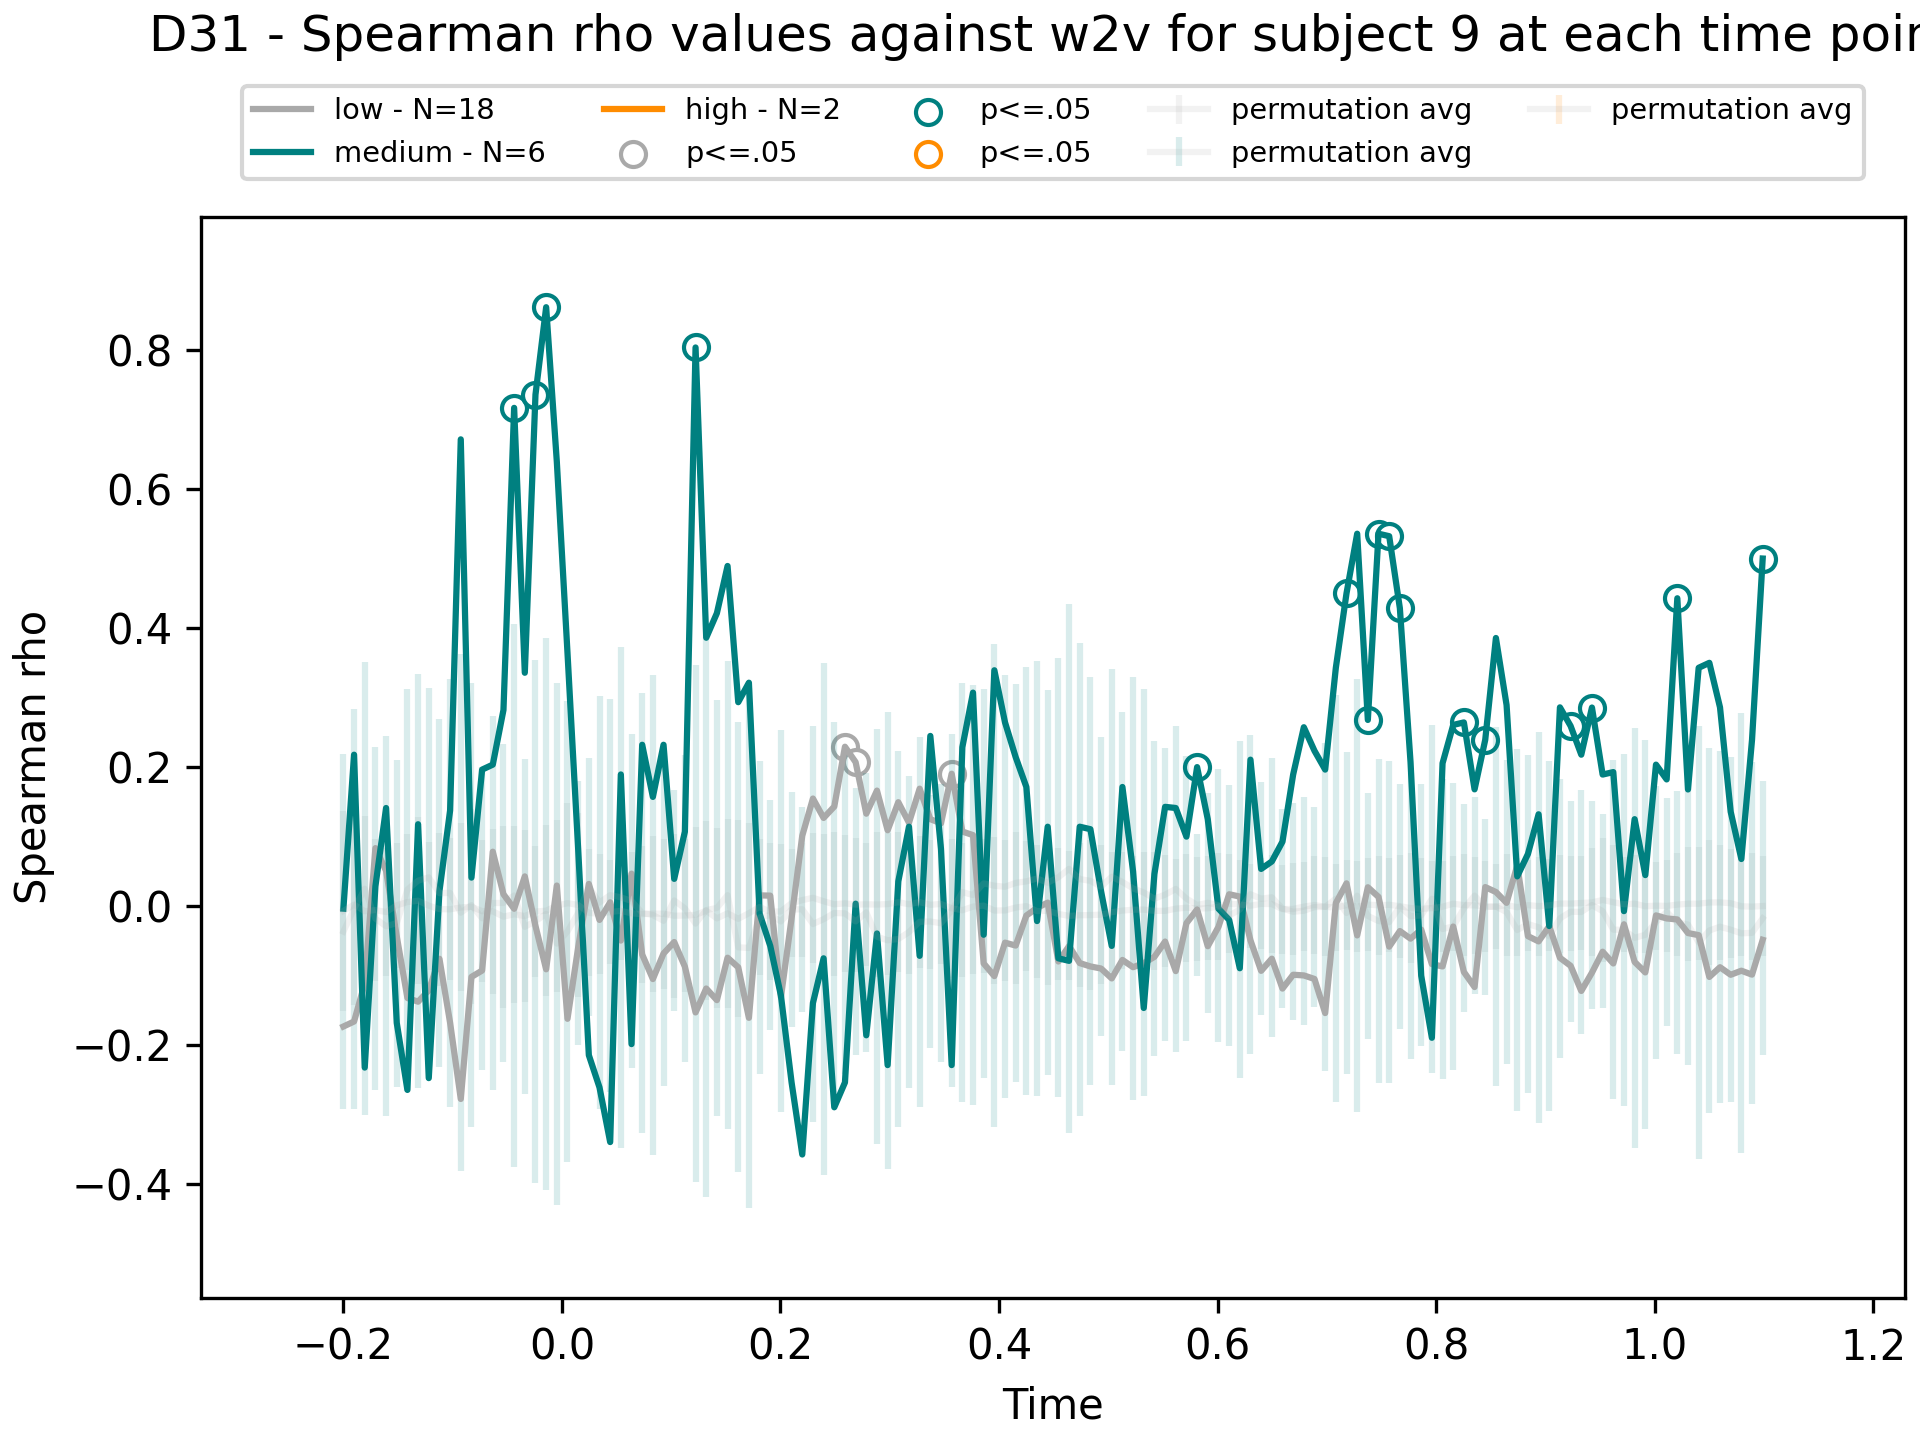 D31 - Spearman rho values against w2v for subject 9 at each time poin
low - N=18
medium - N=6
high - N=2
p<=.05
p<=.05
p<=.05
permutation avg
permutation avg
permutation avg
Spearman rho
0.8
0.6
0.4
0.2
0.0
−0.2
−0.4
−0.2
0.0
0.2
0.4
0.6
0.8
1.0
1.2
Time